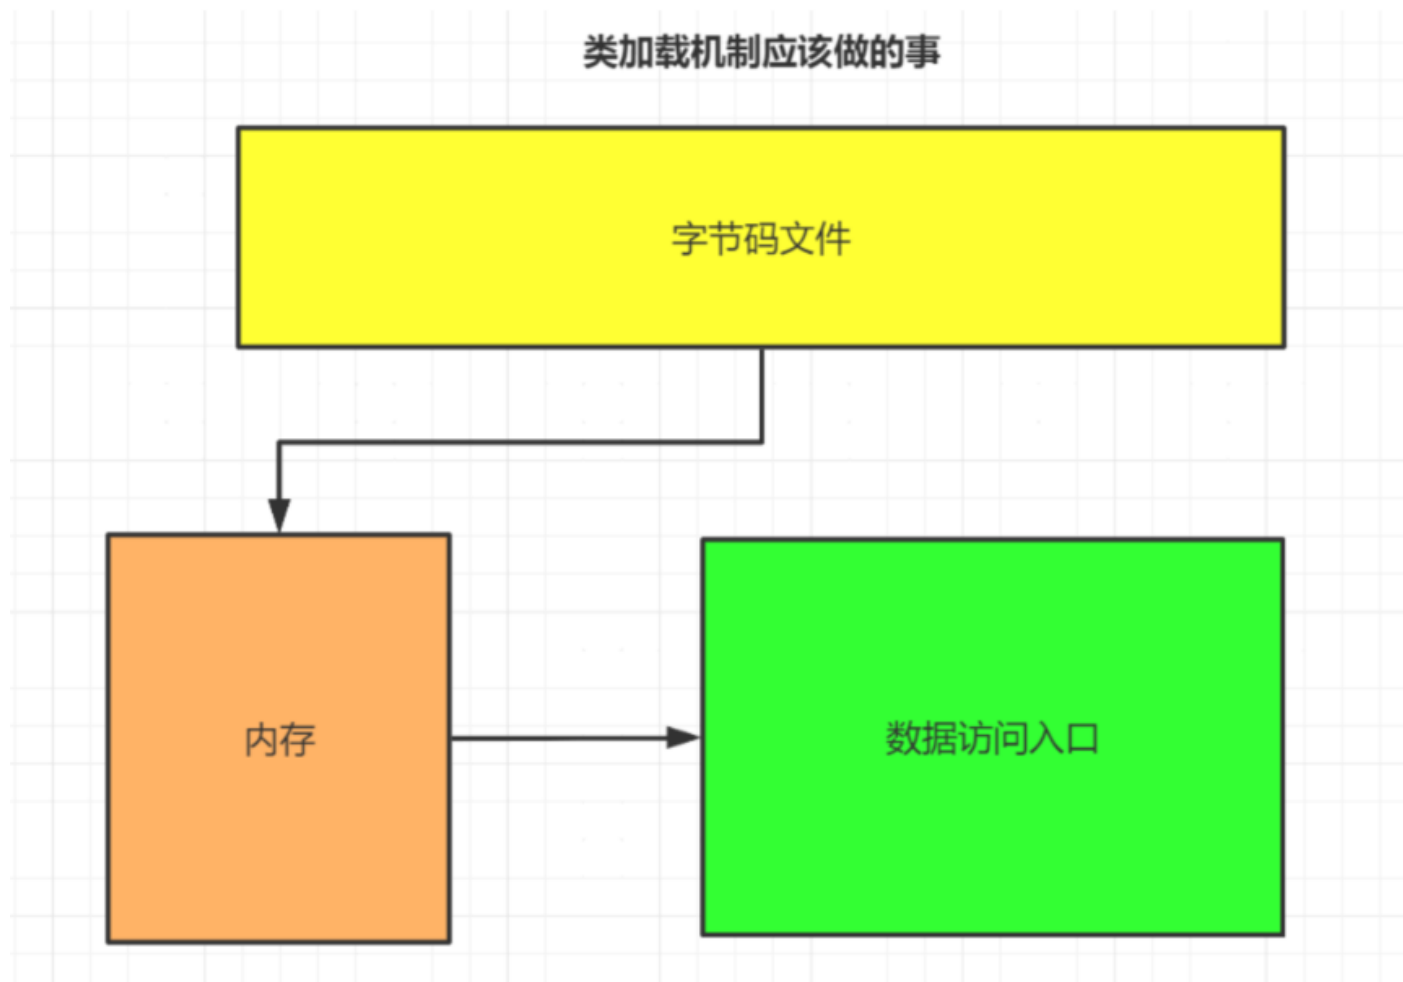 类加载机制应该做的事
字节码文件
内存
数据访问入口